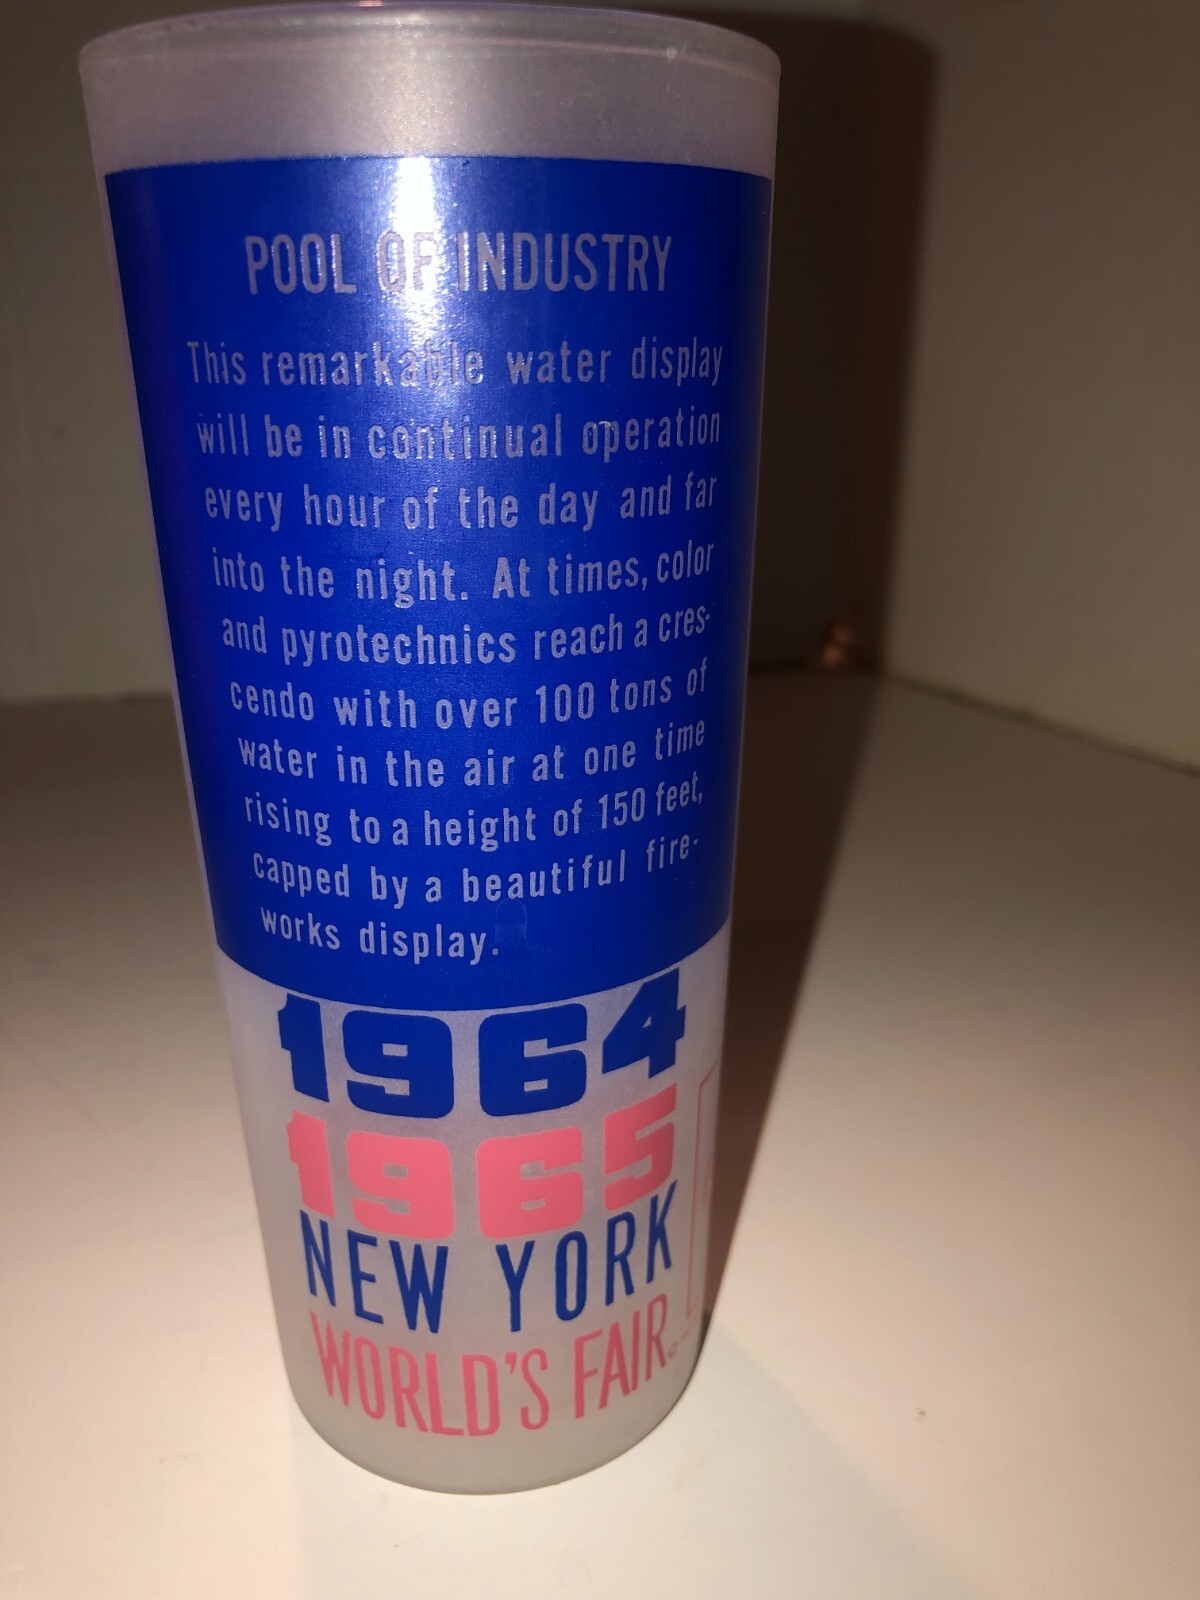 POOL OF INDUSTRY
This remarkable water display
will be in continual operation
every hour of the day and far
into the night. At times, color
and pyrotechnics reach a cres-
cendo with over 100 tons of
water in the air at one time
rising to a height of 150 feet,
capped by a beautiful fire-
works display.
1964
1965
NEW YORK
WORLD'S FAIR